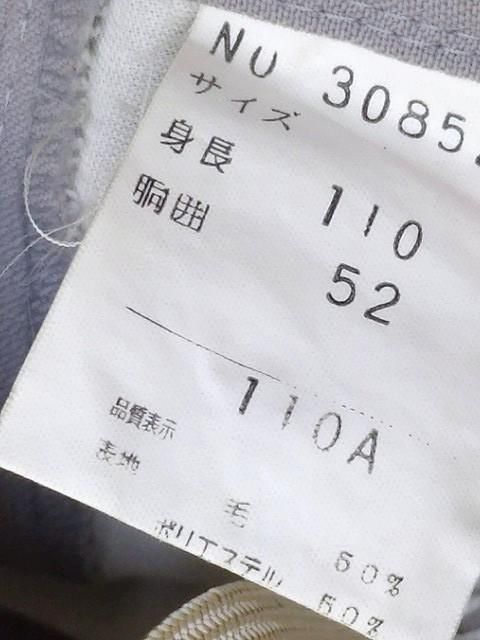 NO 3085
サイズ
身長 110
胸囲 52
110A
品質表示
表地
毛 50%
ポリエステル 50%